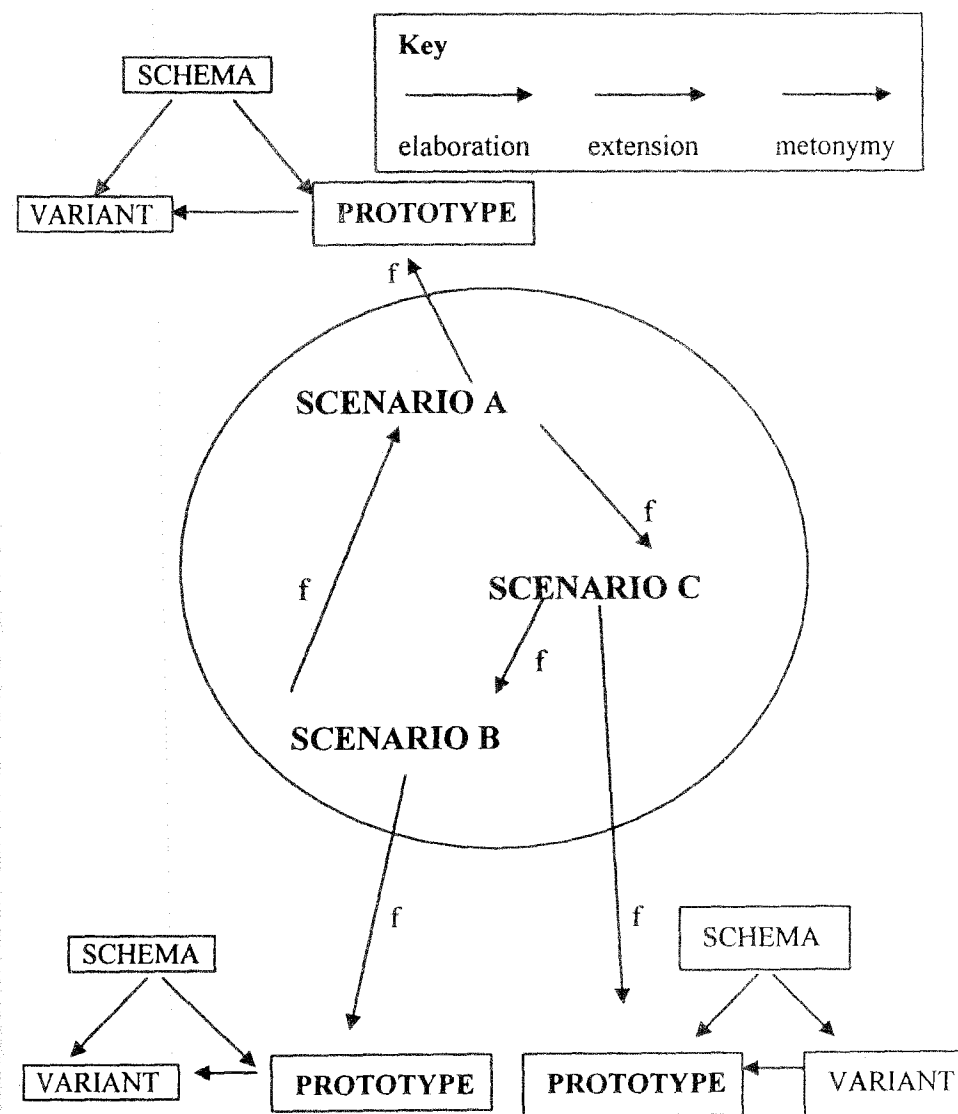 Key
elaboration extension metonymy
SCHEMA
VARIANT PROTOTYPE
f
SCENARIO A
f
SCENARIO C
f
f
SCENARIO B
f
f
SCHEMA
SCHEMA
VARIANT PROTOTYPE PROTOTYPE VARIANT